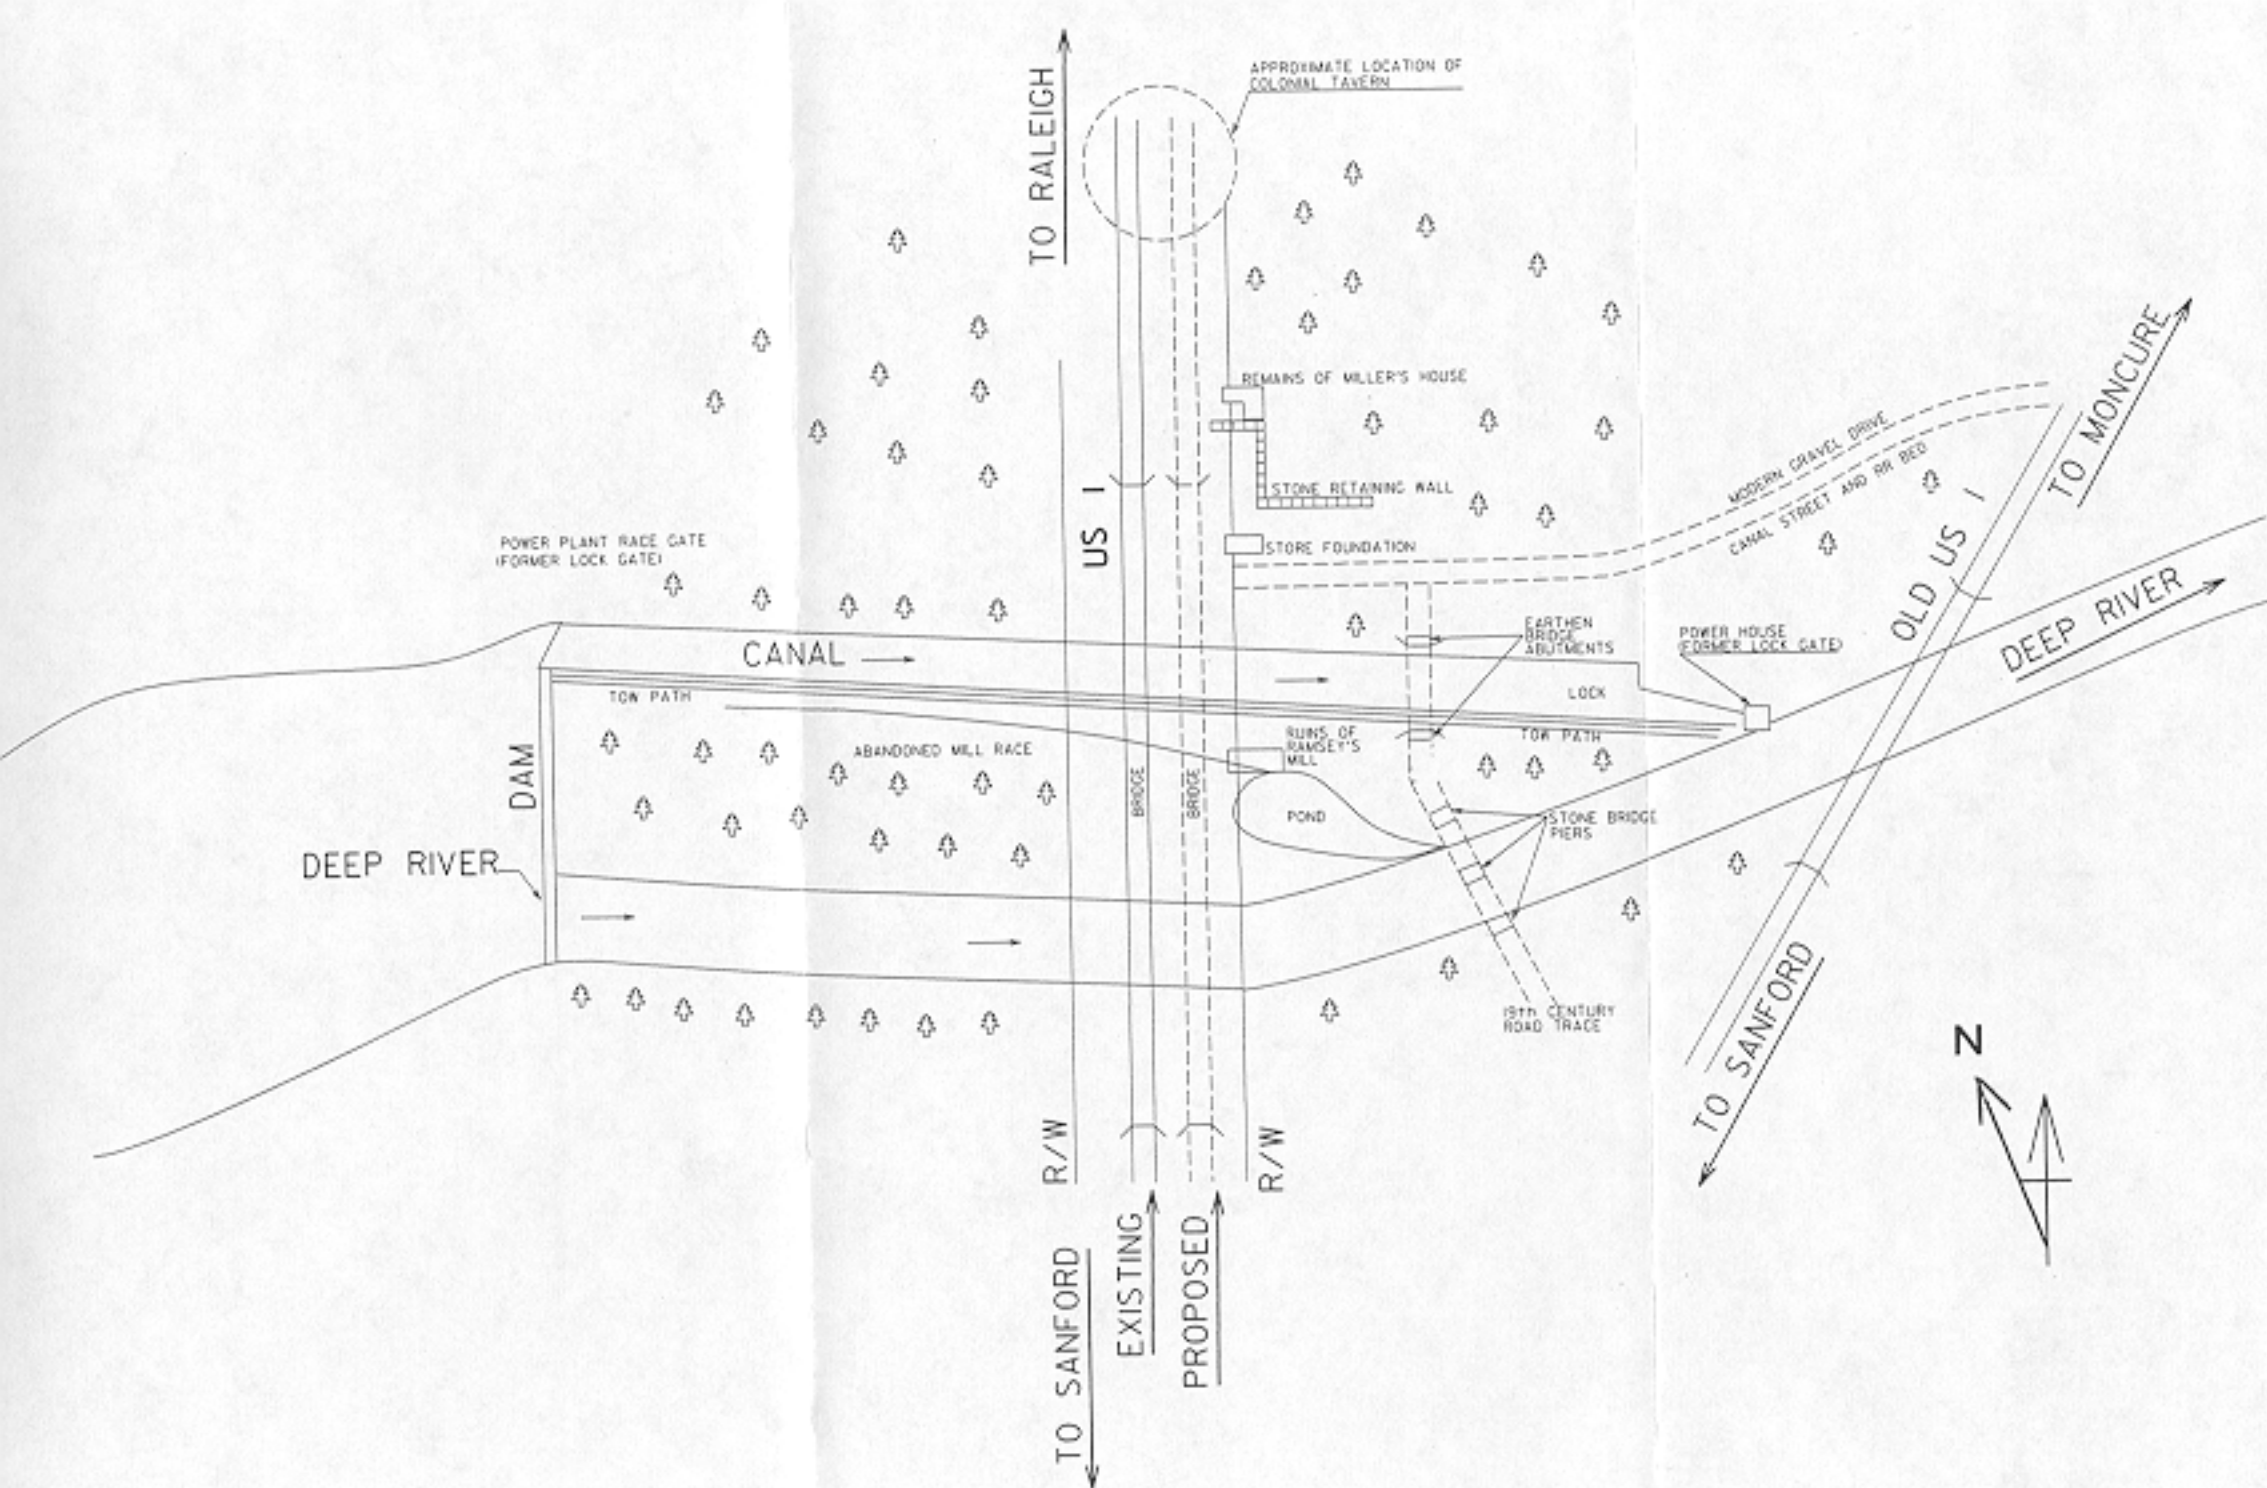 APPROXIMATE LOCATION OF
COLONIAL TAVERN
TO RALEIGH
REMAINS OF MILLER'S HOUSE
TO MONCURE
MODERN GRAVEL DRIVE
CANAL STREET AND RR BED
STONE RETAINING WALL
US 1
OLD US 1
POWER PLANT RACE GATE
(FORMER LOCK GATE)
STORE FOUNDATION
EARTHEN
BRIDGE
ABUTMENTS
POWER HOUSE
(FORMER LOCK GATE)
DEEP RIVER
CANAL
TOW PATH
LOCK
ABANDONED MILL RACE
RUINS OF
RAMSEY'S
MILL
TOW PATH
DAM
BRIDGE
BRIDGE
POND
STONE BRIDGE
PIERS
DEEP RIVER
19th CENTURY
ROAD TRACE
TO SANFORD
N
R/W
R/W
TO SANFORD
EXISTING
PROPOSED